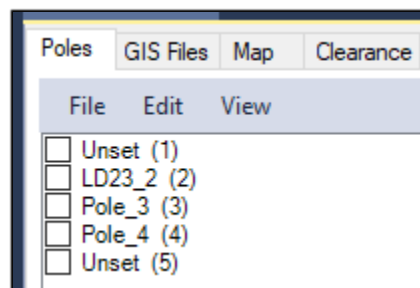 Poles GIS Files Map Clearance
File Edit View
Unset (1)
LD23_2 (2)
Pole_3 (3)
Pole_4 (4)
Unset (5)